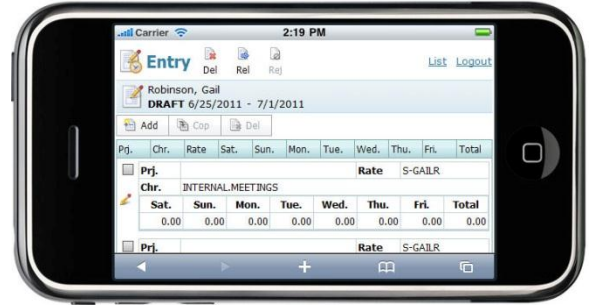 Carrier 2:19 PM
Entry Del Rel Rej List Logout
Robinson, Gail
DRAFT 6/25/2011 - 7/1/2011
Add Cop Del
Prj. Chr. Rate Sat. Sun. Mon. Tue. Wed. Thu. Fri. Total
Prj. Rate S-GAILR
Chr. INTERNAL.MEETINGS
Sat. Sun. Mon. Tue. Wed. Thu. Fri. Total
0.00 0.00 0.00 0.00 0.00 0.00 0.00 0.00
Prj. Rate S-GAILR